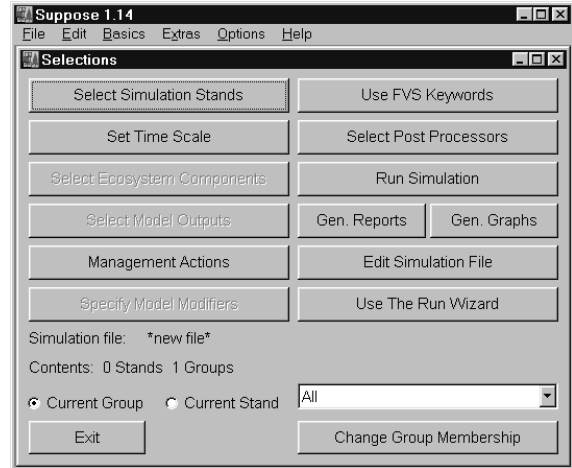 Suppose 1.14
File Edit Basics Extras Options Help
Selections
Select Simulation Stands Use FVS Keywords
Set Time Scale Select Post Processors
Select Ecosystem Components Run Simulation
Select Model Outputs Gen. Reports Gen. Graphs
Management Actions Edit Simulation File
Specify Model Modifiers Use The Run Wizard
Simulation file: *new file*
Contents: 0 Stands 1 Groups
Current Group Current Stand All
Exit Change Group Membership